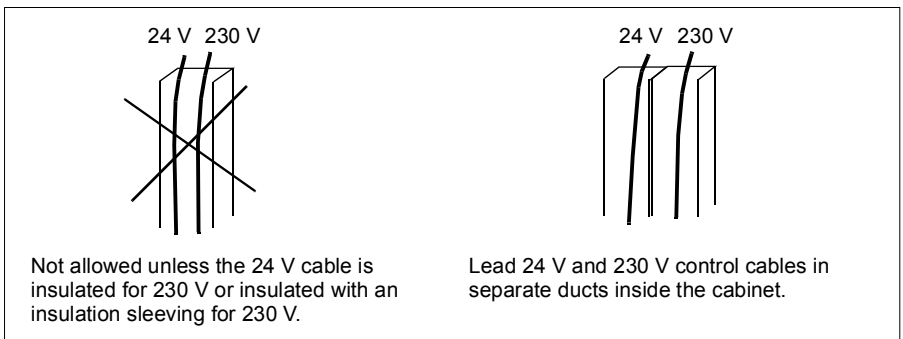 24 V 230 V
24 V 230 V
Not allowed unless the 24 V cable is
insulated for 230 V or insulated with an
insulation sleeving for 230 V.
Lead 24 V and 230 V control cables in
separate ducts inside the cabinet.